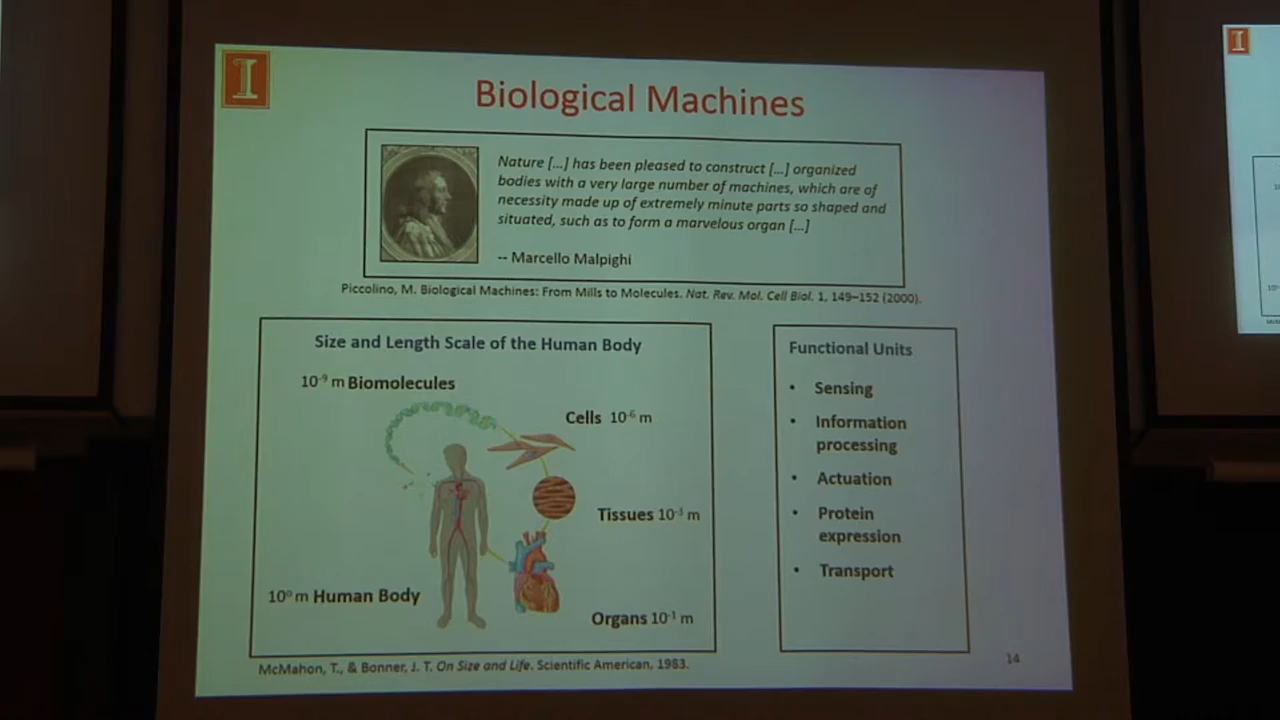 I
Biological Machines
Nature [...] has been pleased to construct [...] organized
bodies with a very large number of machines, which are of
necessity made up of extremely minute parts so shaped and
situated, such as to form a marvelous organ [...]
-- Marcello Malpighi
Piccolino, M. Biological Machines: From Mills to Molecules. Nat. Rev. Mol. Cell Biol. 1, 149–152 (2000).
Size and Length Scale of the Human Body
10⁻⁹ m Biomolecules
Cells 10⁻⁶ m
Tissues 10⁻³ m
10⁰ m Human Body
Organs 10⁻¹ m
McMahon, T., & Bonner, J. T. On Size and Life. Scientific American, 1983.
Functional Units
• Sensing
• Information
processing
• Actuation
• Protein
expression
• Transport
14
I